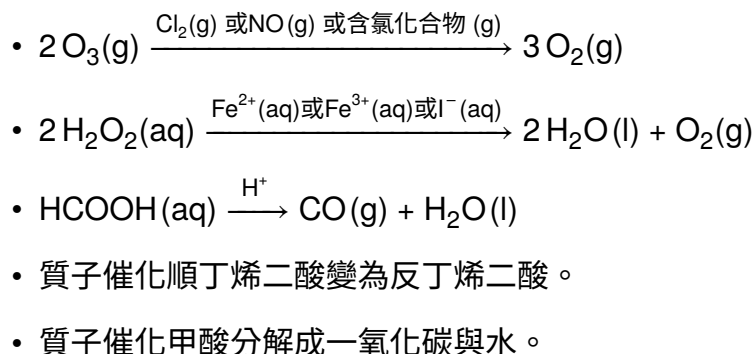 • 2 O₃(g) —Cl₂(g) 或NO(g) 或含氯化合物 (g)→ 3 O₂(g)
• 2 H₂O₂(aq) —Fe²⁺(aq)或Fe³⁺(aq)或I⁻(aq)→ 2 H₂O(l) + O₂(g)
• HCOOH(aq) —H⁺→ CO(g) + H₂O(l)
• 質子催化順丁烯二酸變為反丁烯二酸。
• 質子催化甲酸分解成一氧化碳與水。